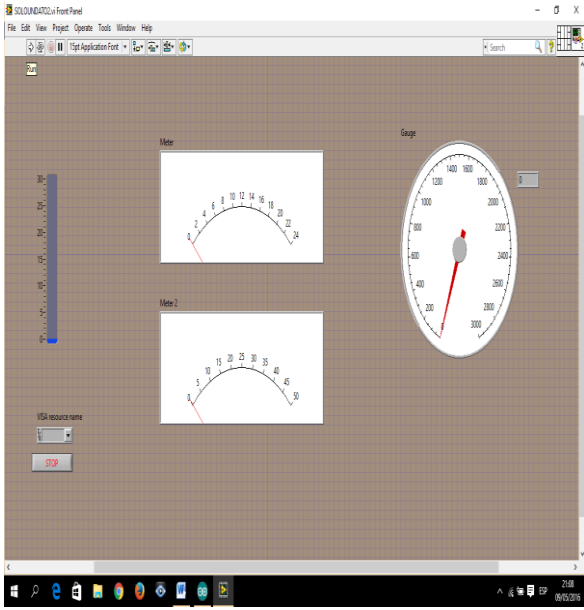 SOLOUNDATO2.vi Front Panel
File Edit View Project Operate Tools Window Help
15pt Application Font
Search
Run
Meter
0 2 4 6 8 10 12 14 16 18 20 22 24
Gauge
0 200 400 600 800 1000 1200 1400 1600 1800 2000 2200 2400 2600 2800 3000
0
30
25
20
15
10
5
0
Meter 2
0 5 10 15 20 25 30 35 40 45 50
VISA resource name
STOP
ESP
21:08
09/05/2016